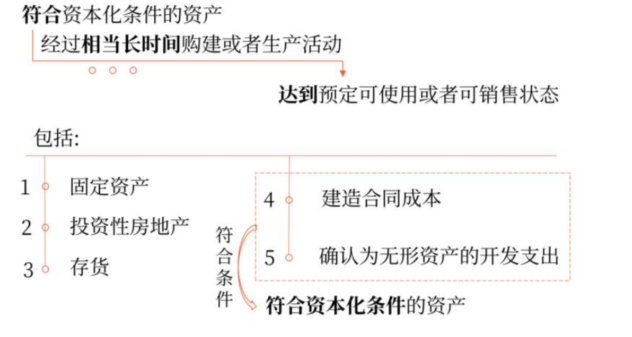 符合资本化条件的资产
经过相当长时间购建或者生产活动
达到预定可使用或者可销售状态
包括:
1 固定资产
2 投资性房地产
3 存货
4 建造合同成本
5 确认为无形资产的开发支出
符合条件
符合资本化条件的资产